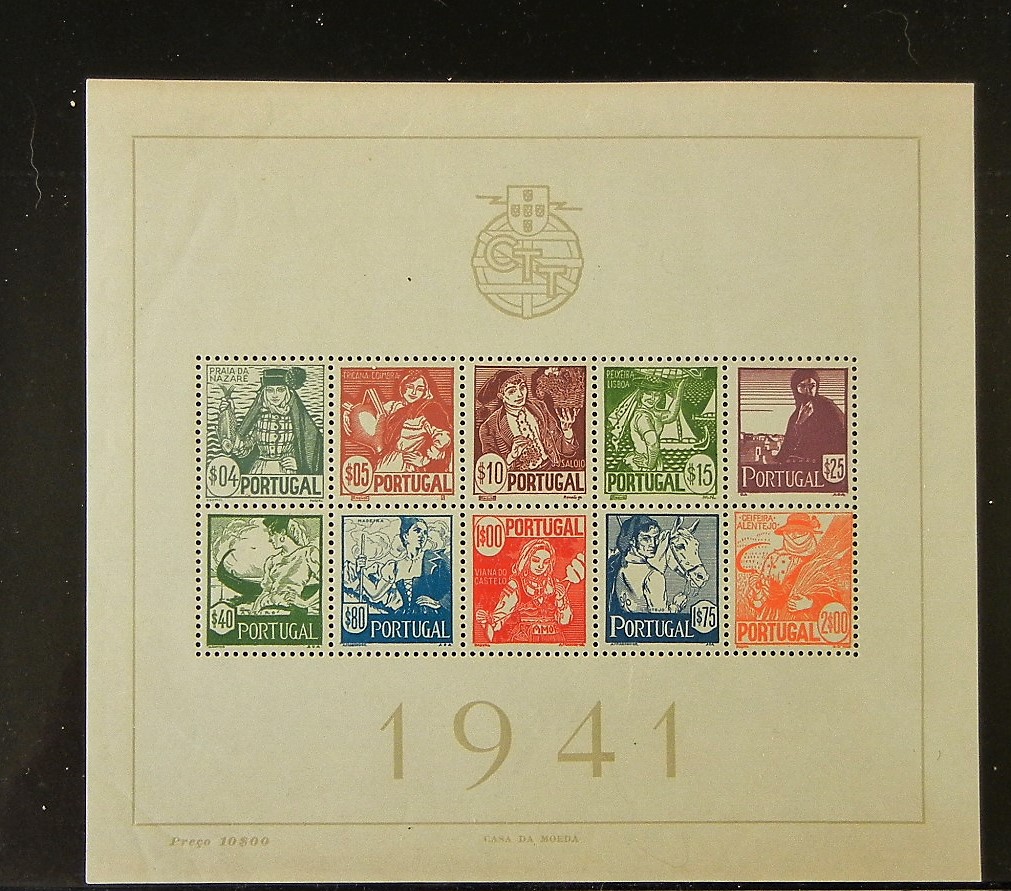 CTT
PRAIA DA
NAZARÉ
$04 PORTUGAL
TRICANA-COIMBRA
$05 PORTUGAL
SALOIO
$10 PORTUGAL
PEIXEIRA
LISBOA
$15 PORTUGAL
PORTUGAL $25
$40 PORTUGAL
MADEIRA
$80 PORTUGAL
1$00 PORTUGAL
VIANA DO
CASTELO
AMO
PORTUGAL 1$75
CEIFEIRA
ALENTEJO
PORTUGAL 2$00
1941
Preço 10$00
CASA DA MOEDA